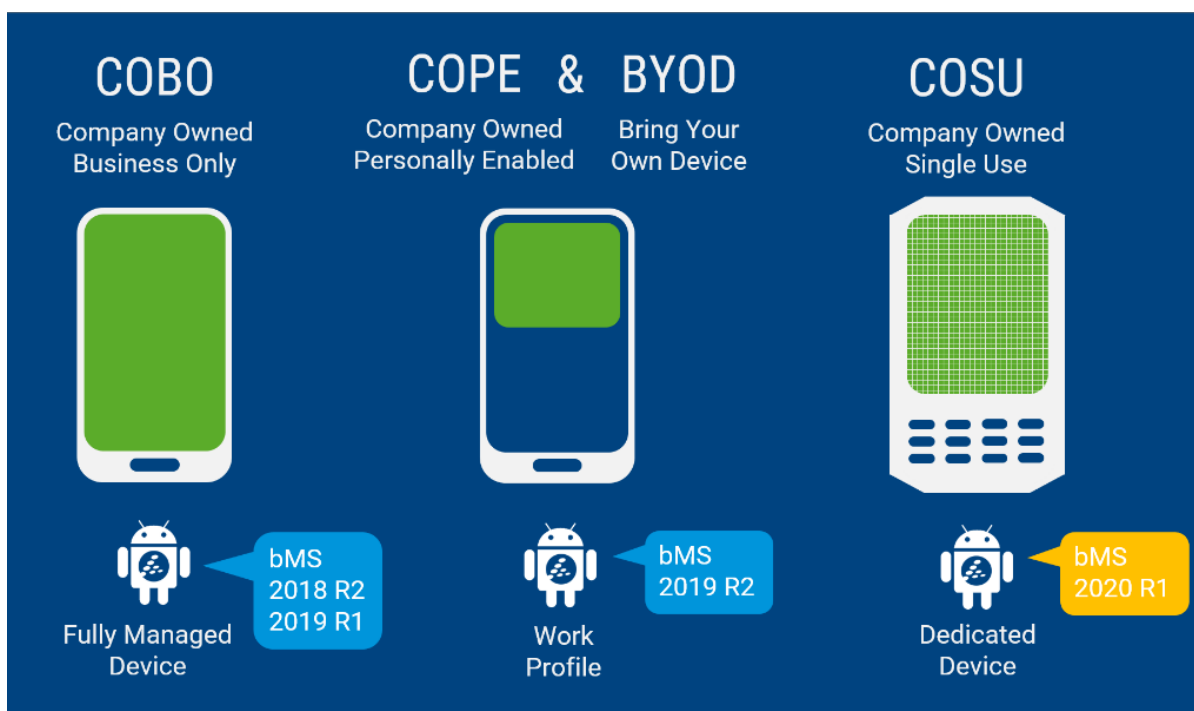 COBO
Company Owned
Business Only
COPE & BYOD
Company Owned
Personally Enabled
Bring Your
Own Device
COSU
Company Owned
Single Use
bMS
2018 R2
2019 R1
Fully Managed
Device
bMS
2019 R2
Work
Profile
bMS
2020 R1
Dedicated
Device